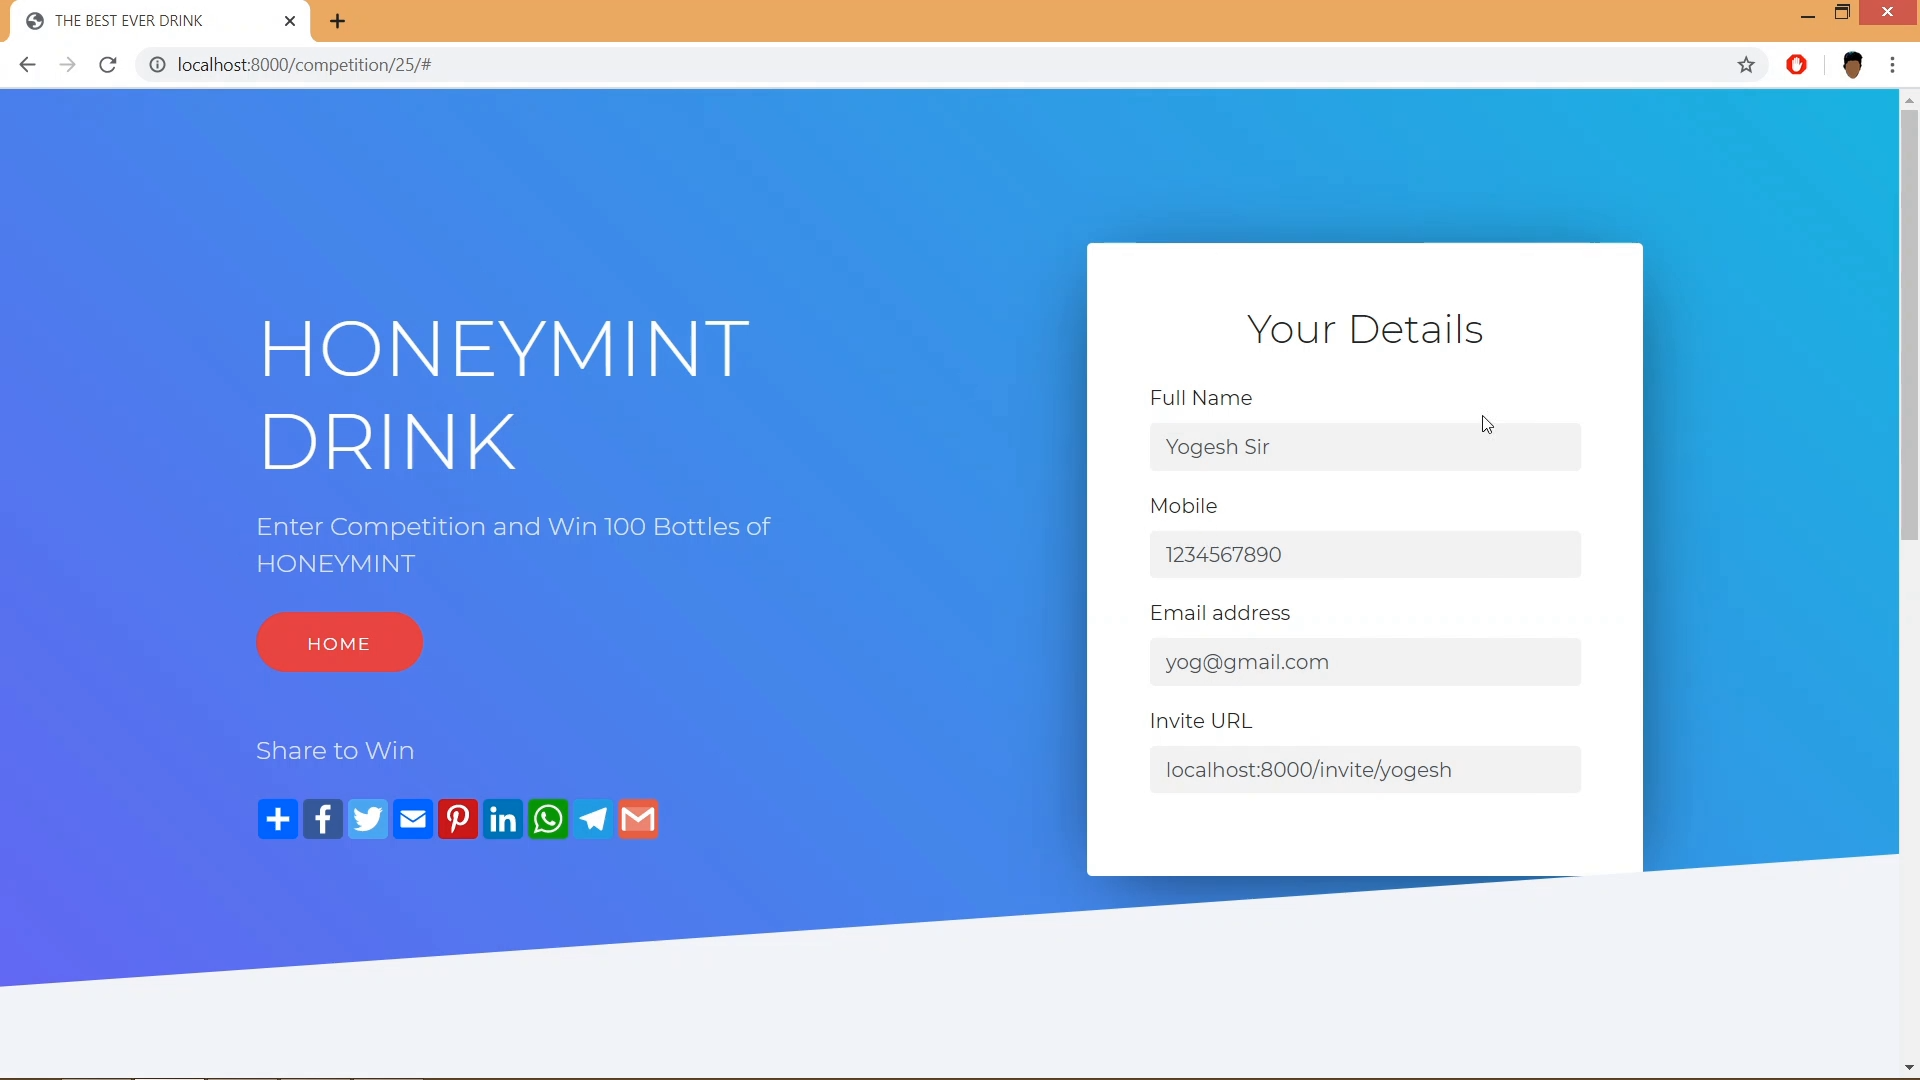 THE BEST EVER DRINK
localhost:8000/competition/25/#
HONEYMINT
DRINK
Enter Competition and Win 100 Bottles of
HONEYMINT
HOME
Share to Win
Your Details
Full Name
Yogesh Sir
Mobile
1234567890
Email address
yog@gmail.com
Invite URL
localhost:8000/invite/yogesh